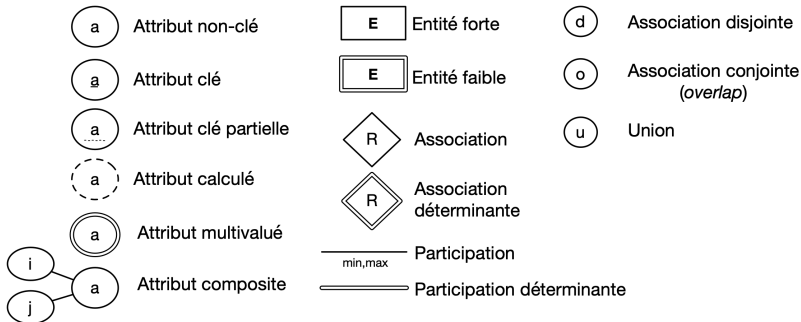 a Attribut non-clé
a Attribut clé
a Attribut clé partielle
a Attribut calculé
a Attribut multivalué
i
a Attribut composite
j
E Entité forte
E Entité faible
R Association
R Association
déterminante
min,max Participation
Participation déterminante
d Association disjointe
o Association conjointe
(overlap)
u Union